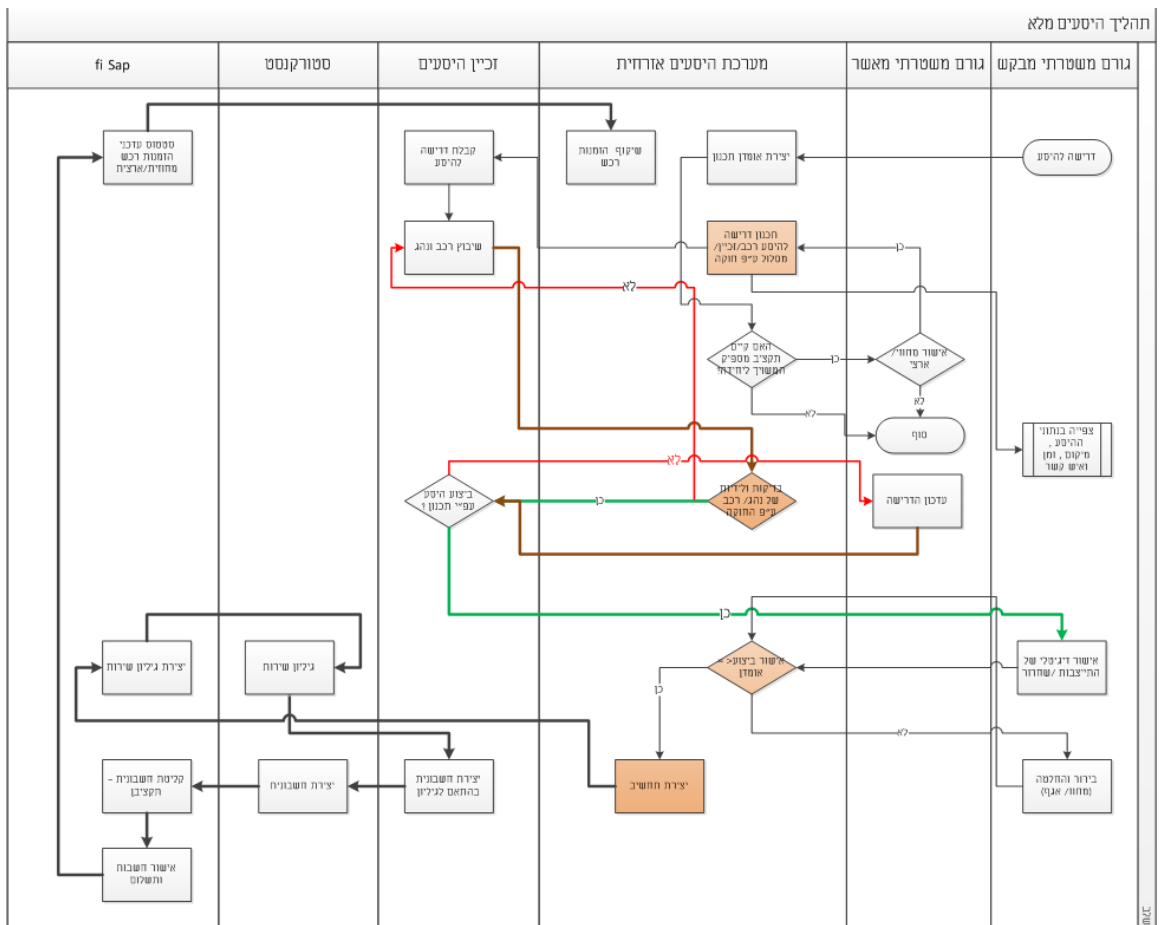 תהליך היסעים מלא
גורם משטרתי מבקש
גורם משטרתי מאשר
מערכת היסעים אזרחית
זכיין היסעים
סטורקנסט
fi Sap
דרישה להיסע
יצירת אומדן תכנון
שיקוף הזמנות
רכש
קבלת דרישה
להיסע
סטטוס עדכני
הזמנות רכש
מחוזית/ארצית
תכנון דרישה
להיסע רכב/זכיין/
מסלול ע"פ חוקה
שיבוץ רכב ונהג
כן
לא
האם קיים
תקציב מספיק
המשויך ליחידה?
כן
אישור מחוזי/
ארצי
לא
לא
סוף
צפייה בנתוני
ההיסע,
מיקום, זמן
ואיש קשר
לא
בדיקות ולידיות
של נהג/ רכב
ע"פ החוקה
כן
ביצוע היסע
עפ"י תכנון ?
עדכון הדרישה
כן
אישור דיגיטלי של
התייצבות /שחרור
אישור ביצוע< =
אומדן
כן
לא
גיליון שירות
יצירת גיליון שירות
בירור והחלטה
(מחוז/ אגף)
יצירת תחשיב
יצירת חשבונית
בהתאם לגיליון
יצירת חשבונית
קליטת חשבונית –
תקציבן
אישור חשבות
ותשלום
שלב